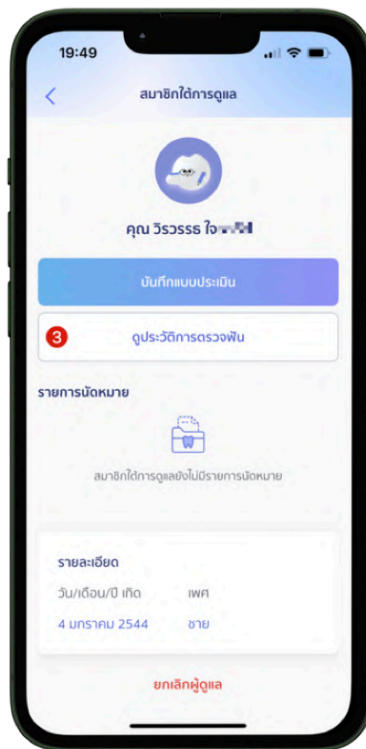 19:49
สมาชิกใต้การดูแล
คุณ วิรวรรธ
บันทึกแบบประเมิน
3 ดูประวัติการตรวจฟัน
รายการนัดหมาย
สมาชิกใต้การดูแลยังไม่มีรายการนัดหมาย
รายละเอียด
วัน/เดือน/ปี เกิด เพศ
4 มกราคม 2544 ชาย
ยกเลิกผู้ดูแล